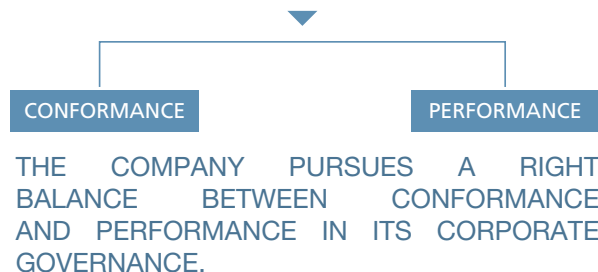 CONFORMANCE PERFORMANCE
THE COMPANY PURSUES A RIGHT
BALANCE BETWEEN CONFORMANCE
AND PERFORMANCE IN ITS CORPORATE
GOVERNANCE.